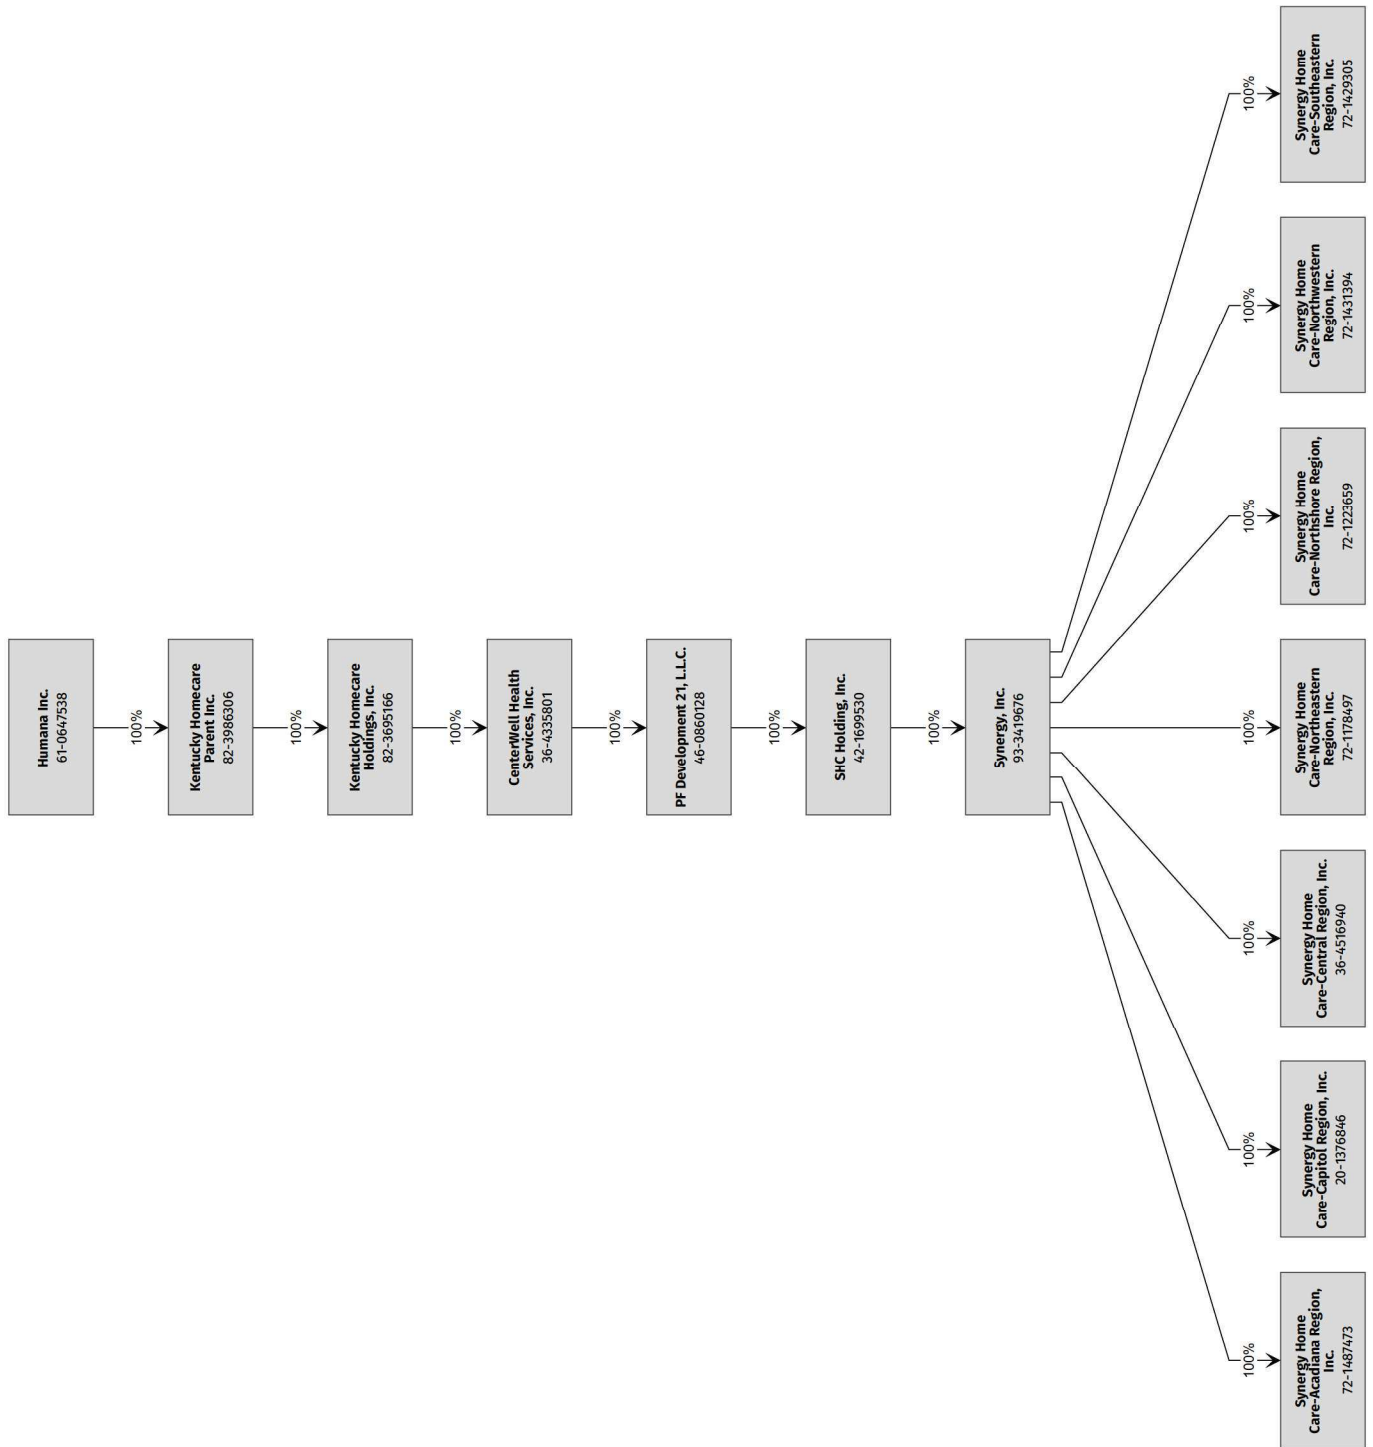 Humana Inc.
61-0647538
100%
Kentucky Homecare
Parent Inc.
82-3986306
100%
Kentucky Homecare
Holdings, Inc.
82-3695166
100%
CenterWell Health
Services, Inc.
36-4335801
100%
PF Development 21, L.L.C.
46-0860128
100%
SHC Holding, Inc.
42-1699530
100%
Synergy, Inc.
93-3419676
100%
100%
100%
100%
100%
100%
100%
Synergy Home
Care-Acadiana Region,
Inc.
72-1487473
Synergy Home
Care-Capitol Region, Inc.
20-1376846
Synergy Home
Care-Central Region, Inc.
36-4516940
Synergy Home
Care-Northeastern
Region, Inc.
72-1178497
Synergy Home
Care-Northshore Region,
Inc.
72-1223659
Synergy Home
Care-Northwestern
Region, Inc.
72-1431394
Synergy Home
Care-Southeastern
Region, Inc.
72-1429305